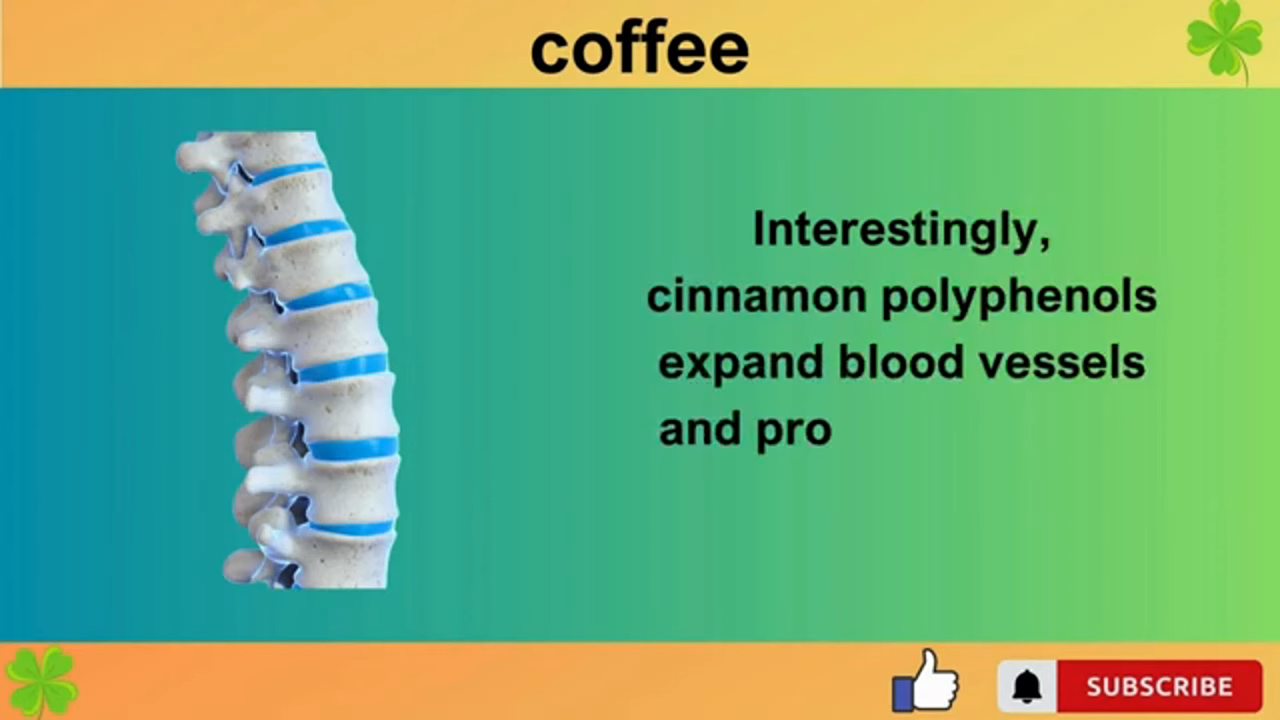 coffee
Interestingly,
cinnamon polyphenols
expand blood vessels
and pro
SUBSCRIBE